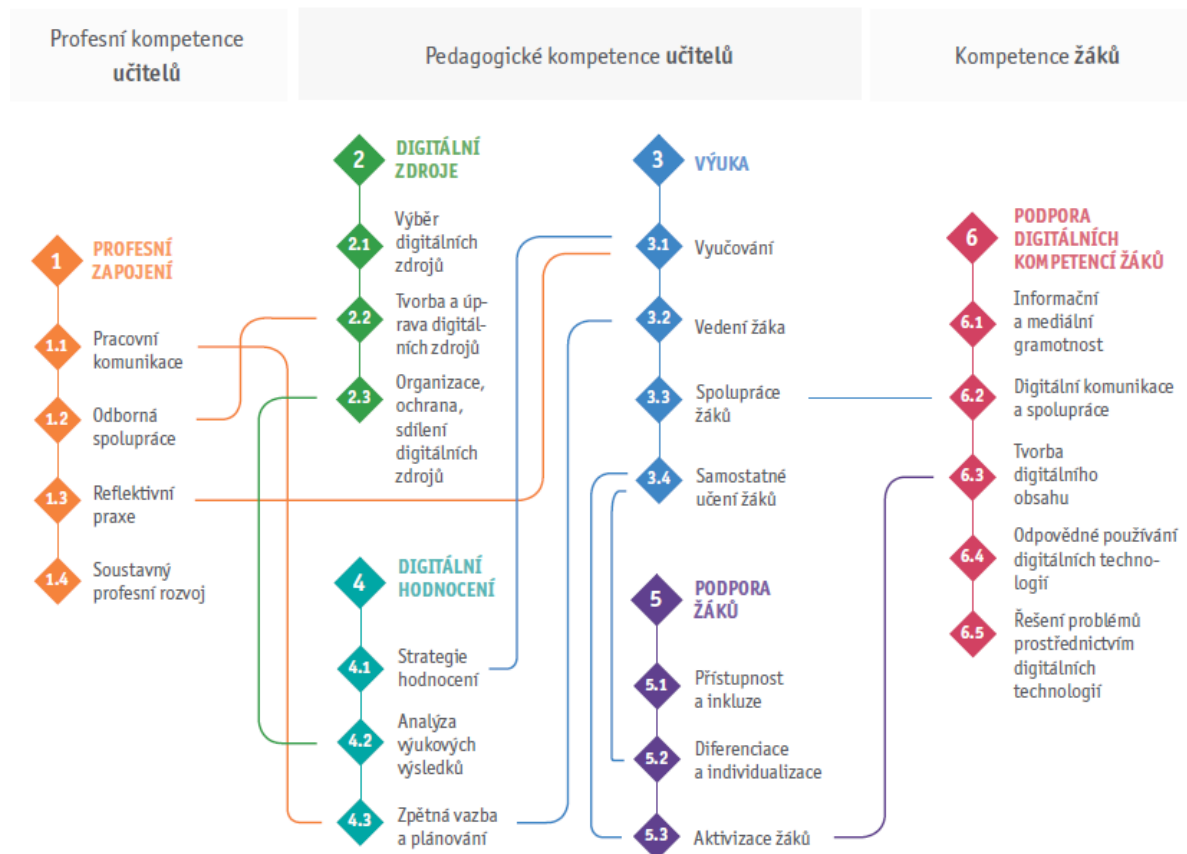 Profesní kompetence
učitelů
Pedagogické kompetence učitelů
Kompetence žáků
1
PROFESNÍ
ZAPOJENÍ
1.1
Pracovní
komunikace
1.2
Odborná
spolupráce
1.3
Reflektivní
praxe
1.4
Soustavný
profesní rozvoj
2
DIGITÁLNÍ
ZDROJE
2.1
Výběr
digitálních
zdrojů
2.2
Tvorba a úp-
rava digitál-
ních zdrojů
2.3
Organizace,
ochrana,
sdílení
digitálních
zdrojů
4
DIGITÁLNÍ
HODNOCENÍ
4.1
Strategie
hodnocení
4.2
Analýza
výukových
výsledků
4.3
Zpětná vazba
a plánování
3
VÝUKA
3.1
Vyučování
3.2
Vedení žáka
3.3
Spolupráce
žáků
3.4
Samostatné
učení žáků
5
PODPORA
ŽÁKŮ
5.1
Přístupnost
a inkluze
5.2
Diferenciace
a individualizace
5.3
Aktivizace žáků
6
PODPORA
DIGITÁLNÍCH
KOMPETENCÍ ŽÁKŮ
6.1
Informační
a mediální
gramotnost
6.2
Digitální komunikace
a spolupráce
6.3
Tvorba
digitálního
obsahu
6.4
Odpovědné používání
digitálních techno-
logií
6.5
Řešení problémů
prostřednictvím
digitálních
technologií